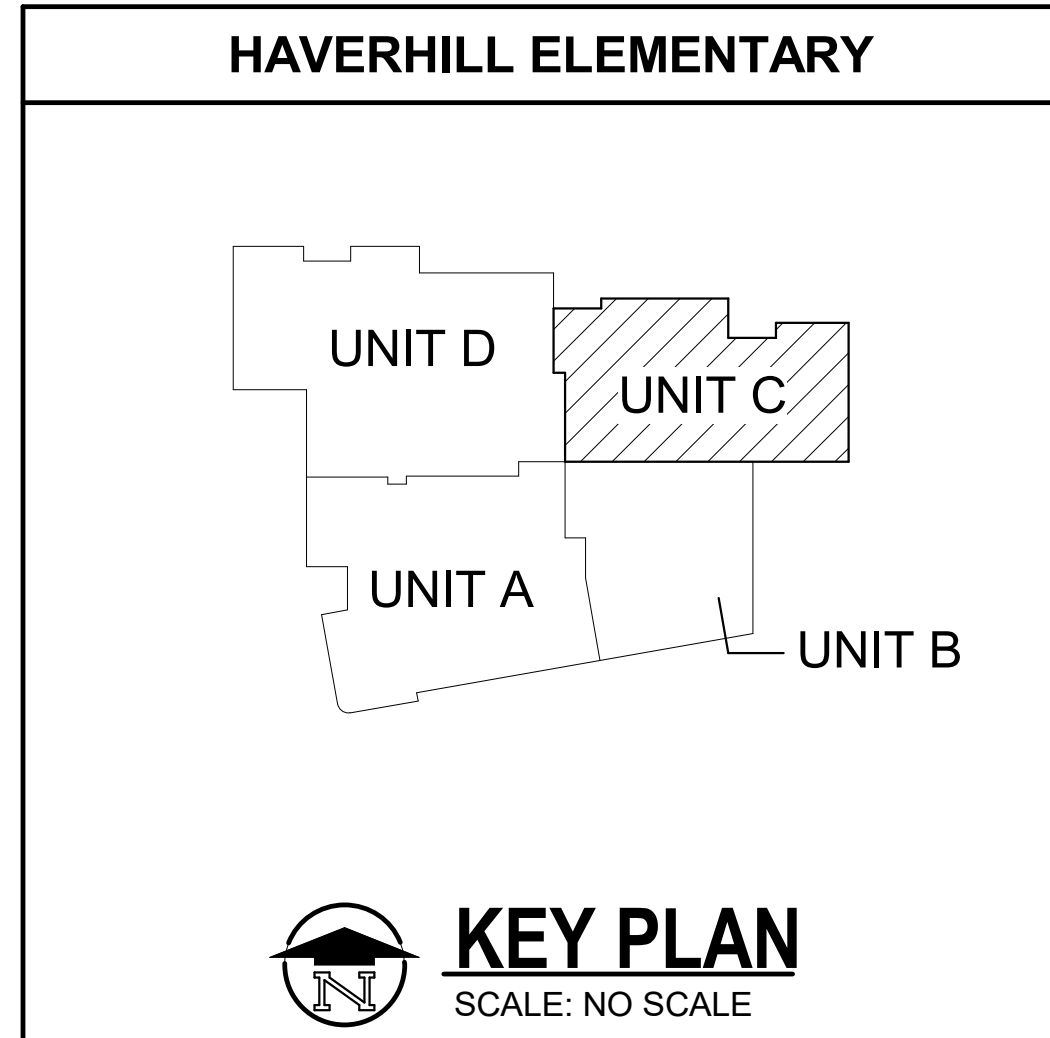 HAVERHILL ELEMENTARY
UNIT D
UNIT C
UNIT A
UNIT B
N
KEY PLAN
SCALE: NO SCALE